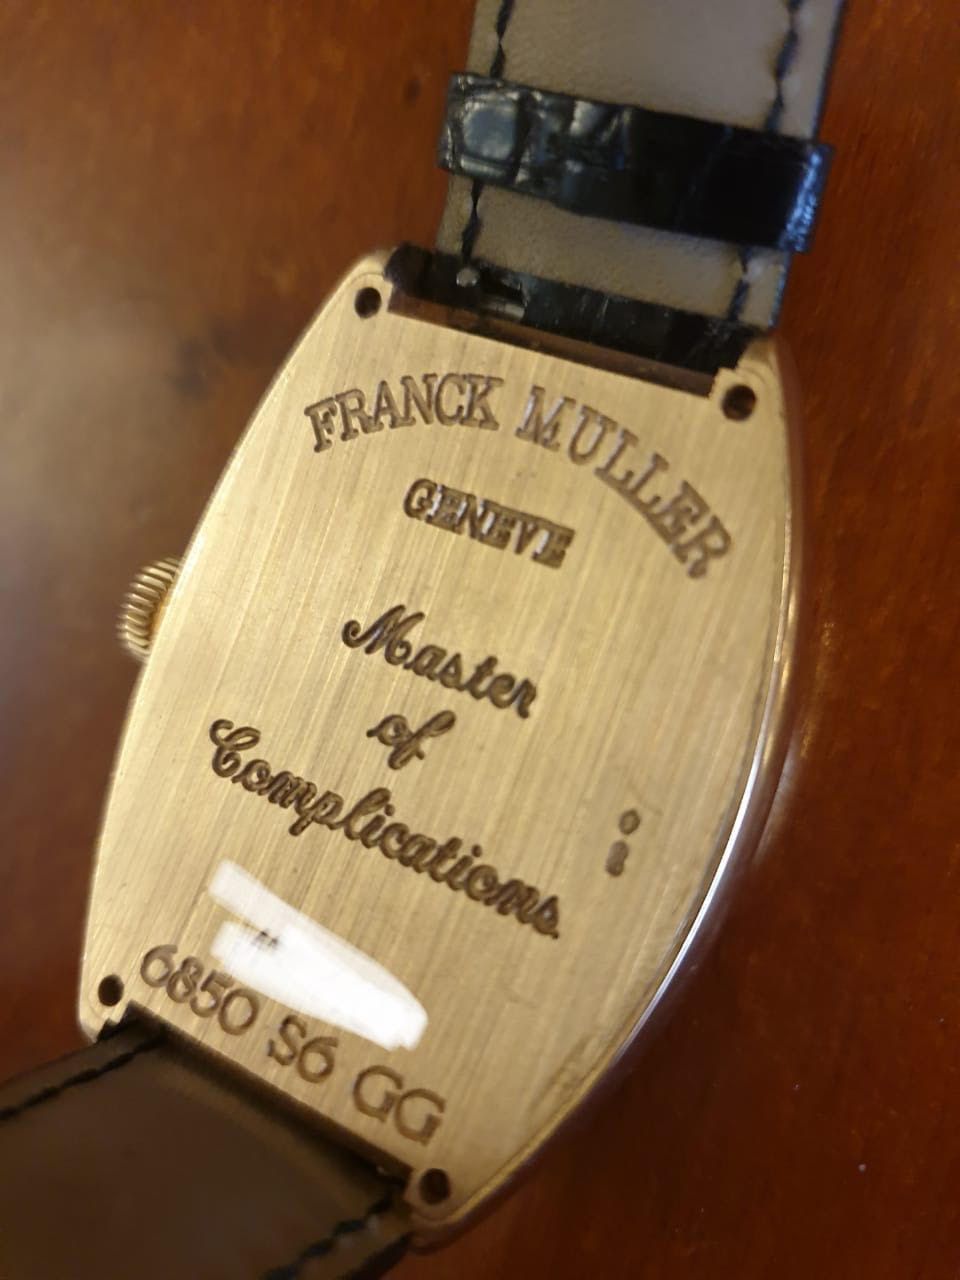 FRANCK MULLER
GENEVE
Master
of
Complications
6850 S6 GG